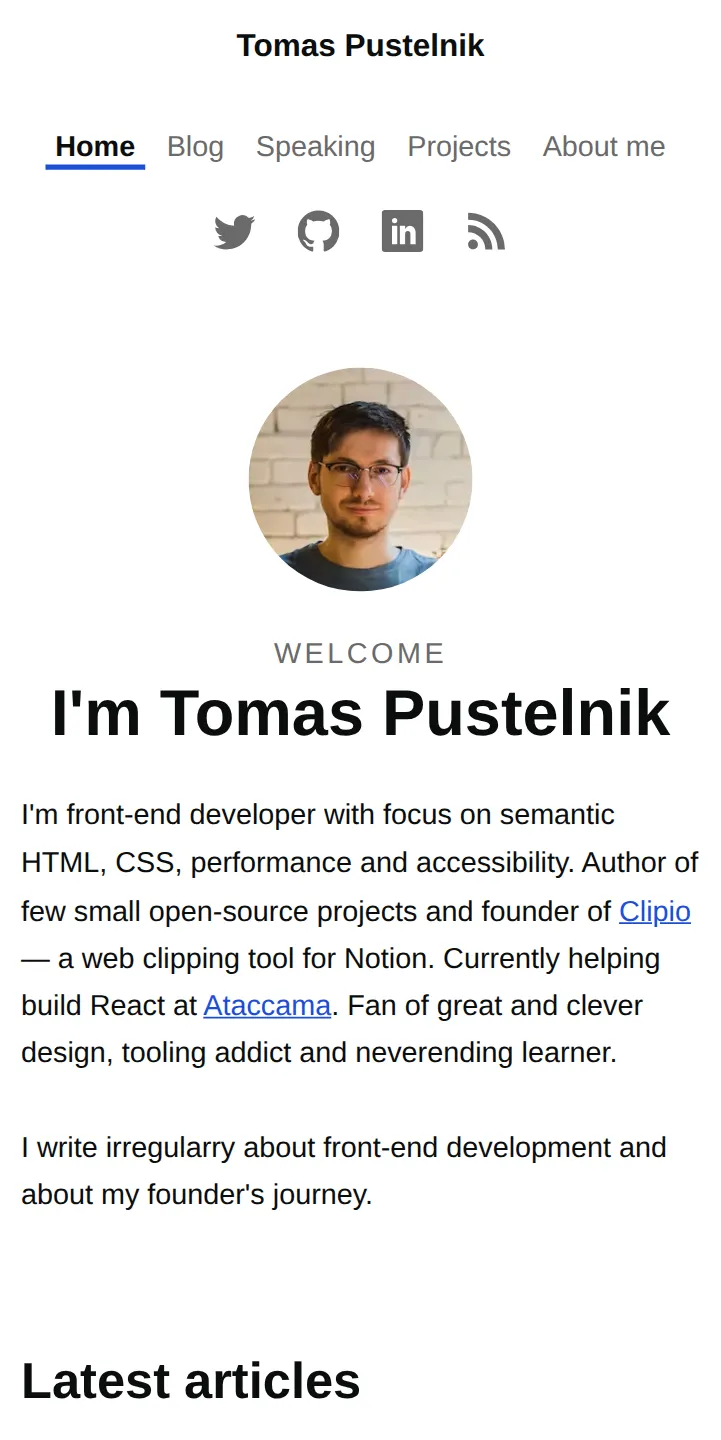 Tomas Pustelnik
Home Blog Speaking Projects About me
WELCOME
I'm Tomas Pustelnik
I'm front-end developer with focus on semantic
HTML, CSS, performance and accessibility. Author of
few small open-source projects and founder of Clipio
— a web clipping tool for Notion. Currently helping
build React at Ataccama. Fan of great and clever
design, tooling addict and neverending learner.
I write irregularry about front-end development and
about my founder's journey.
Latest articles